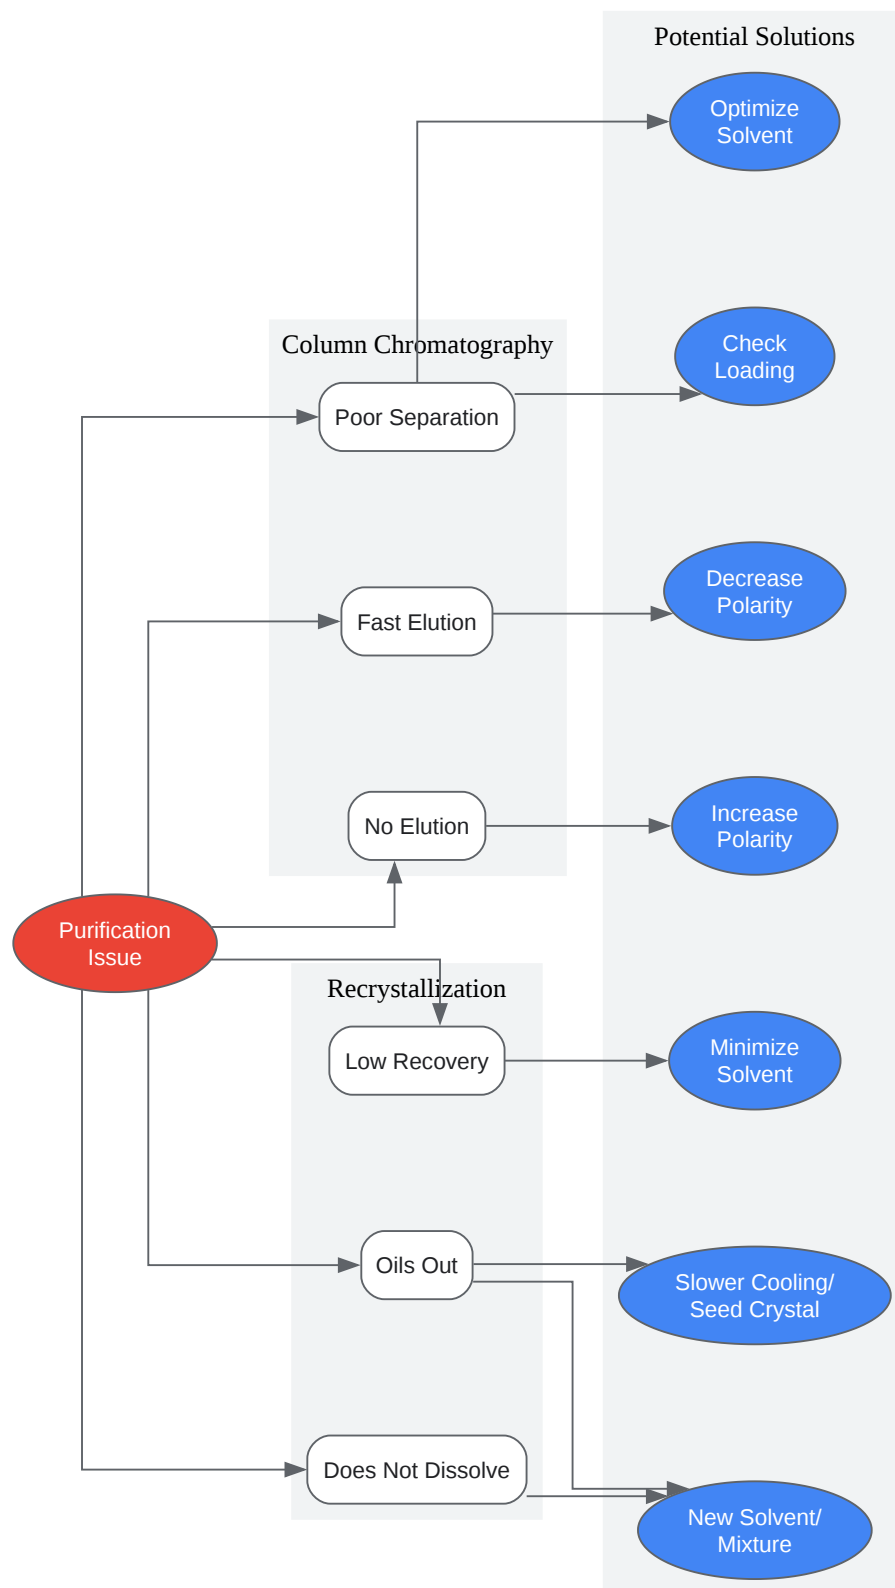 Potential Solutions
Optimize
Solvent
Column Chromatography
Check
Loading
Poor Separation
Decrease
Polarity
Fast Elution
Increase
Polarity
No Elution
Purification
Issue
Recrystallization
Low Recovery
Minimize
Solvent
Oils Out
Slower Cooling/
Seed Crystal
Does Not Dissolve
New Solvent/
Mixture